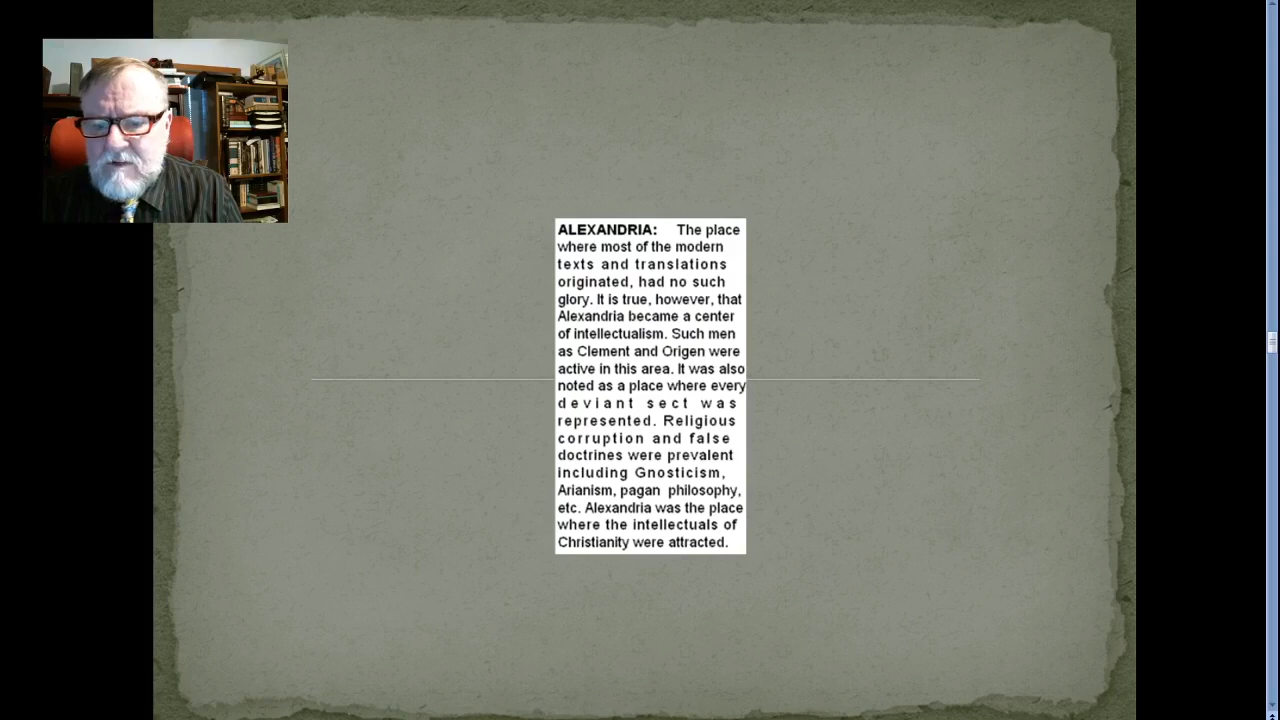 ALEXANDRIA: The place
where most of the modern
texts and translations
originated, had no such
glory. It is true, however, that
Alexandria became a center
of intellectualism. Such men
as Clement and Origen were
active in this area. It was also
noted as a place where every
deviant sect was
represented. Religious
corruption and false
doctrines were prevalent
including Gnosticism,
Arianism, pagan philosophy,
etc. Alexandria was the place
where the intellectuals of
Christianity were attracted.